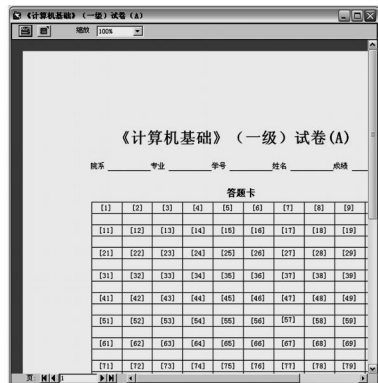 《计算机基础》（一级）试卷（A）
缩放 100%
《计算机基础》（一级）试卷(A)
院系 专业 学号 姓名 成绩
答题卡
[1] [2] [3] [4] [5] [6] [7] [8] [9]
[11] [12] [13] [14] [15] [16] [17] [18] [19]
[21] [22] [23] [24] [25] [26] [27] [28] [29]
[31] [32] [33] [34] [35] [36] [37] [38] [39]
[41] [42] [43] [44] [45] [46] [47] [48] [49]
[51] [52] [53] [54] [55] [56] [57] [58] [59]
[61] [62] [63] [64] [65] [66] [67] [68] [69]
[71] [72] [73] [74] [75] [76] [77] [78] [79]
页: 1